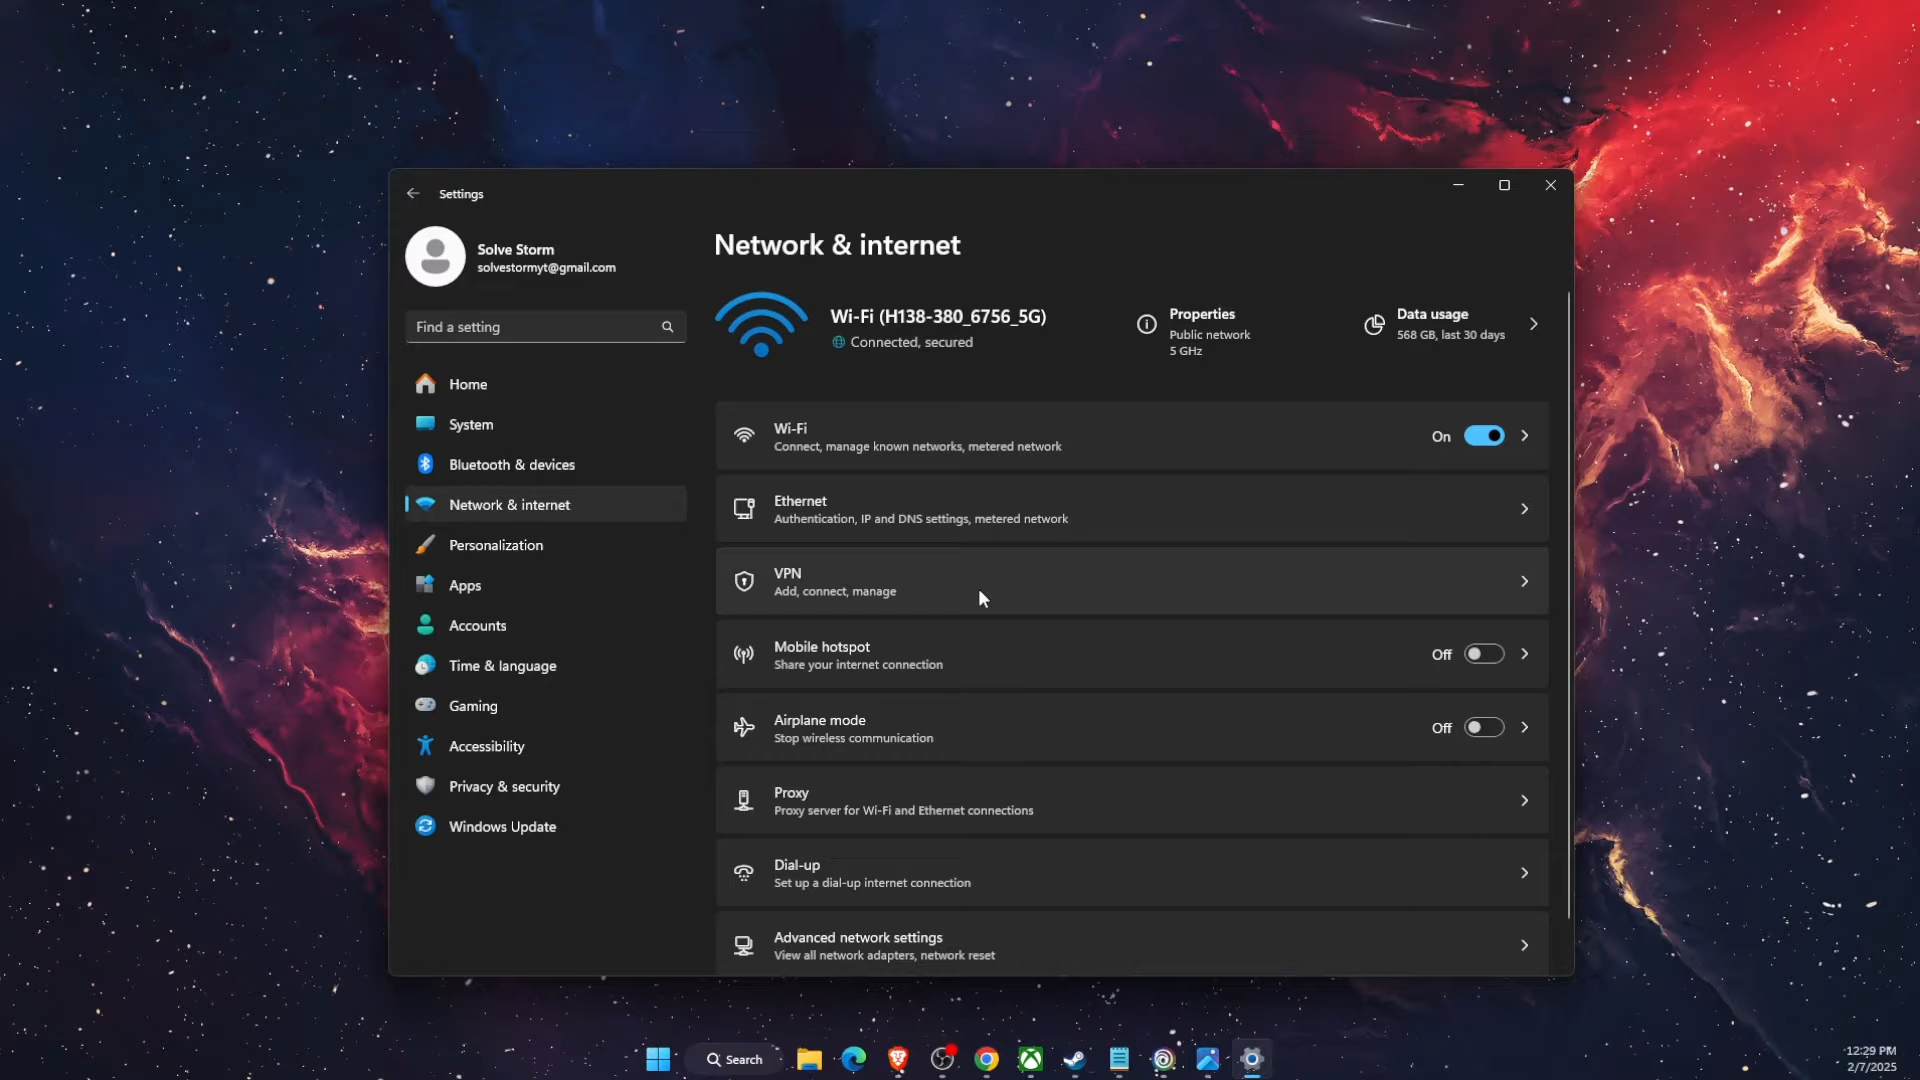 Settings
Solve Storm
solvestormyt@gmail.com
Find a setting
Home
System
Bluetooth & devices
Network & internet
Personalization
Apps
Accounts
Time & language
Gaming
Accessibility
Privacy & security
Windows Update
Network & internet
Wi-Fi (H138-380_6756_5G)
Connected, secured
Properties
Public network
5 GHz
Data usage
568 GB, last 30 days
Wi-Fi
Connect, manage known networks, metered network
On
Ethernet
Authentication, IP and DNS settings, metered network
VPN
Add, connect, manage
Mobile hotspot
Share your internet connection
Off
Airplane mode
Stop wireless communication
Off
Proxy
Proxy server for Wi-Fi and Ethernet connections
Dial-up
Set up a dial-up internet connection
Advanced network settings
View all network adapters, network reset
Search
12:29 PM
2/7/2025